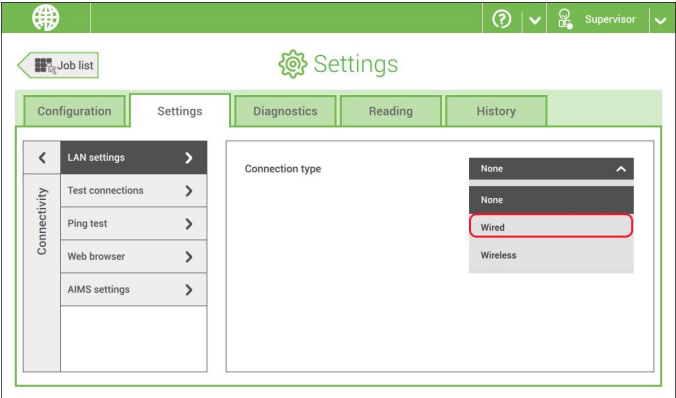 Supervisor
Job list
Settings
Configuration
Settings
Diagnostics
Reading
History
Connectivity
LAN settings
Test connections
Ping test
Web browser
AIMS settings
Connection type
None
None
Wired
Wireless